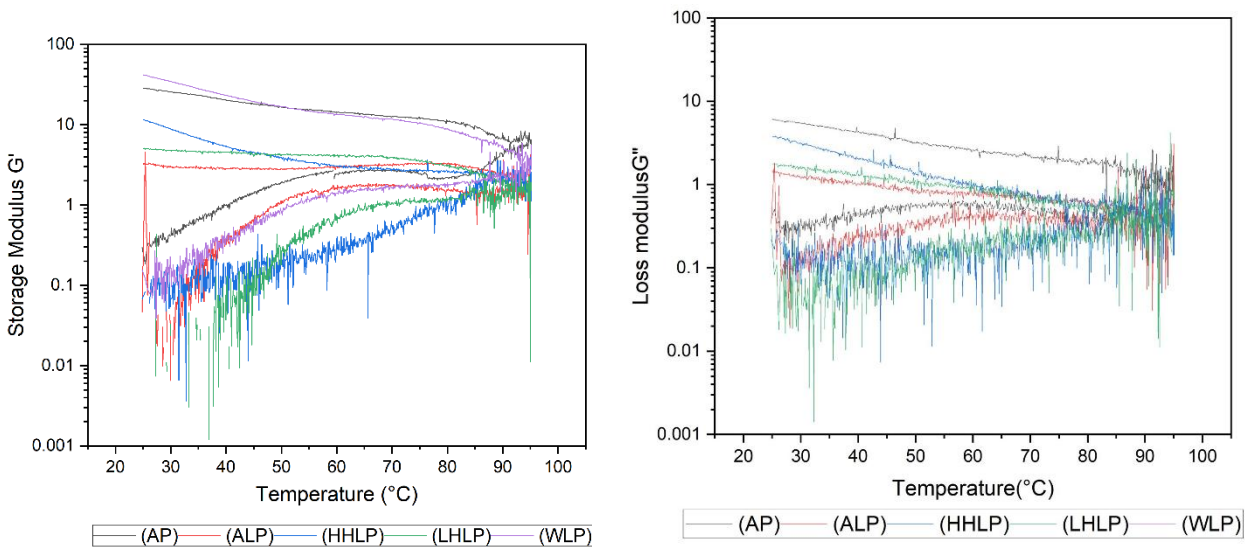 Storage Modulus G'
100
10
1
0.1
0.01
0.001
20 30 40 50 60 70 80 90 100
Temperature (°C)
(AP) (ALP) (HHLP) (LHLP) (WLP)
Loss modulusG"
100
10
1
0.1
0.01
0.001
20 30 40 50 60 70 80 90 100
Temperature(°C)
(AP) (ALP) (HHLP) (LHLP) (WLP)